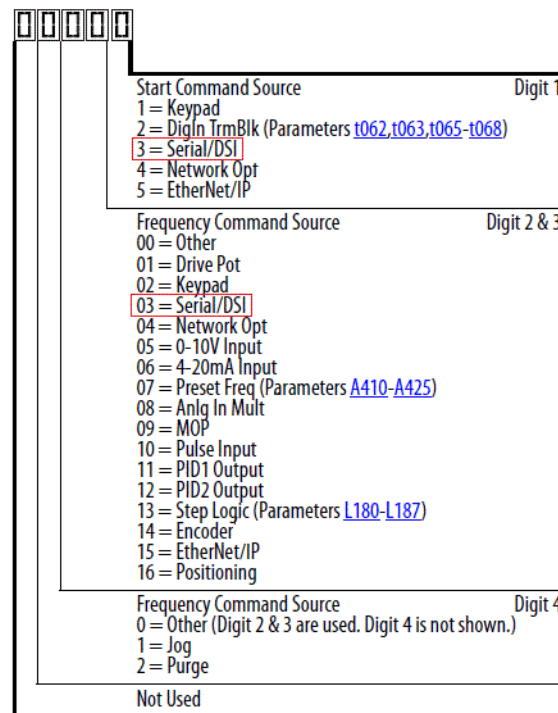 Start Command Source Digit 1
1 = Keypad
2 = DigIn TrmBlk (Parameters t062,t063,t065-t068)
3 = Serial/DSI
4 = Network Opt
5 = EtherNet/IP
Frequency Command Source Digit 2 & 3
00 = Other
01 = Drive Pot
02 = Keypad
03 = Serial/DSI
04 = Network Opt
05 = 0-10V Input
06 = 4-20mA Input
07 = Preset Freq (Parameters A410-A425)
08 = Anlg In Mult
09 = MOP
10 = Pulse Input
11 = PID1 Output
12 = PID2 Output
13 = Step Logic (Parameters L180-L187)
14 = Encoder
15 = EtherNet/IP
16 = Positioning
Frequency Command Source Digit 4
0 = Other (Digit 2 & 3 are used. Digit 4 is not shown.)
1 = Jog
2 = Purge
Not Used